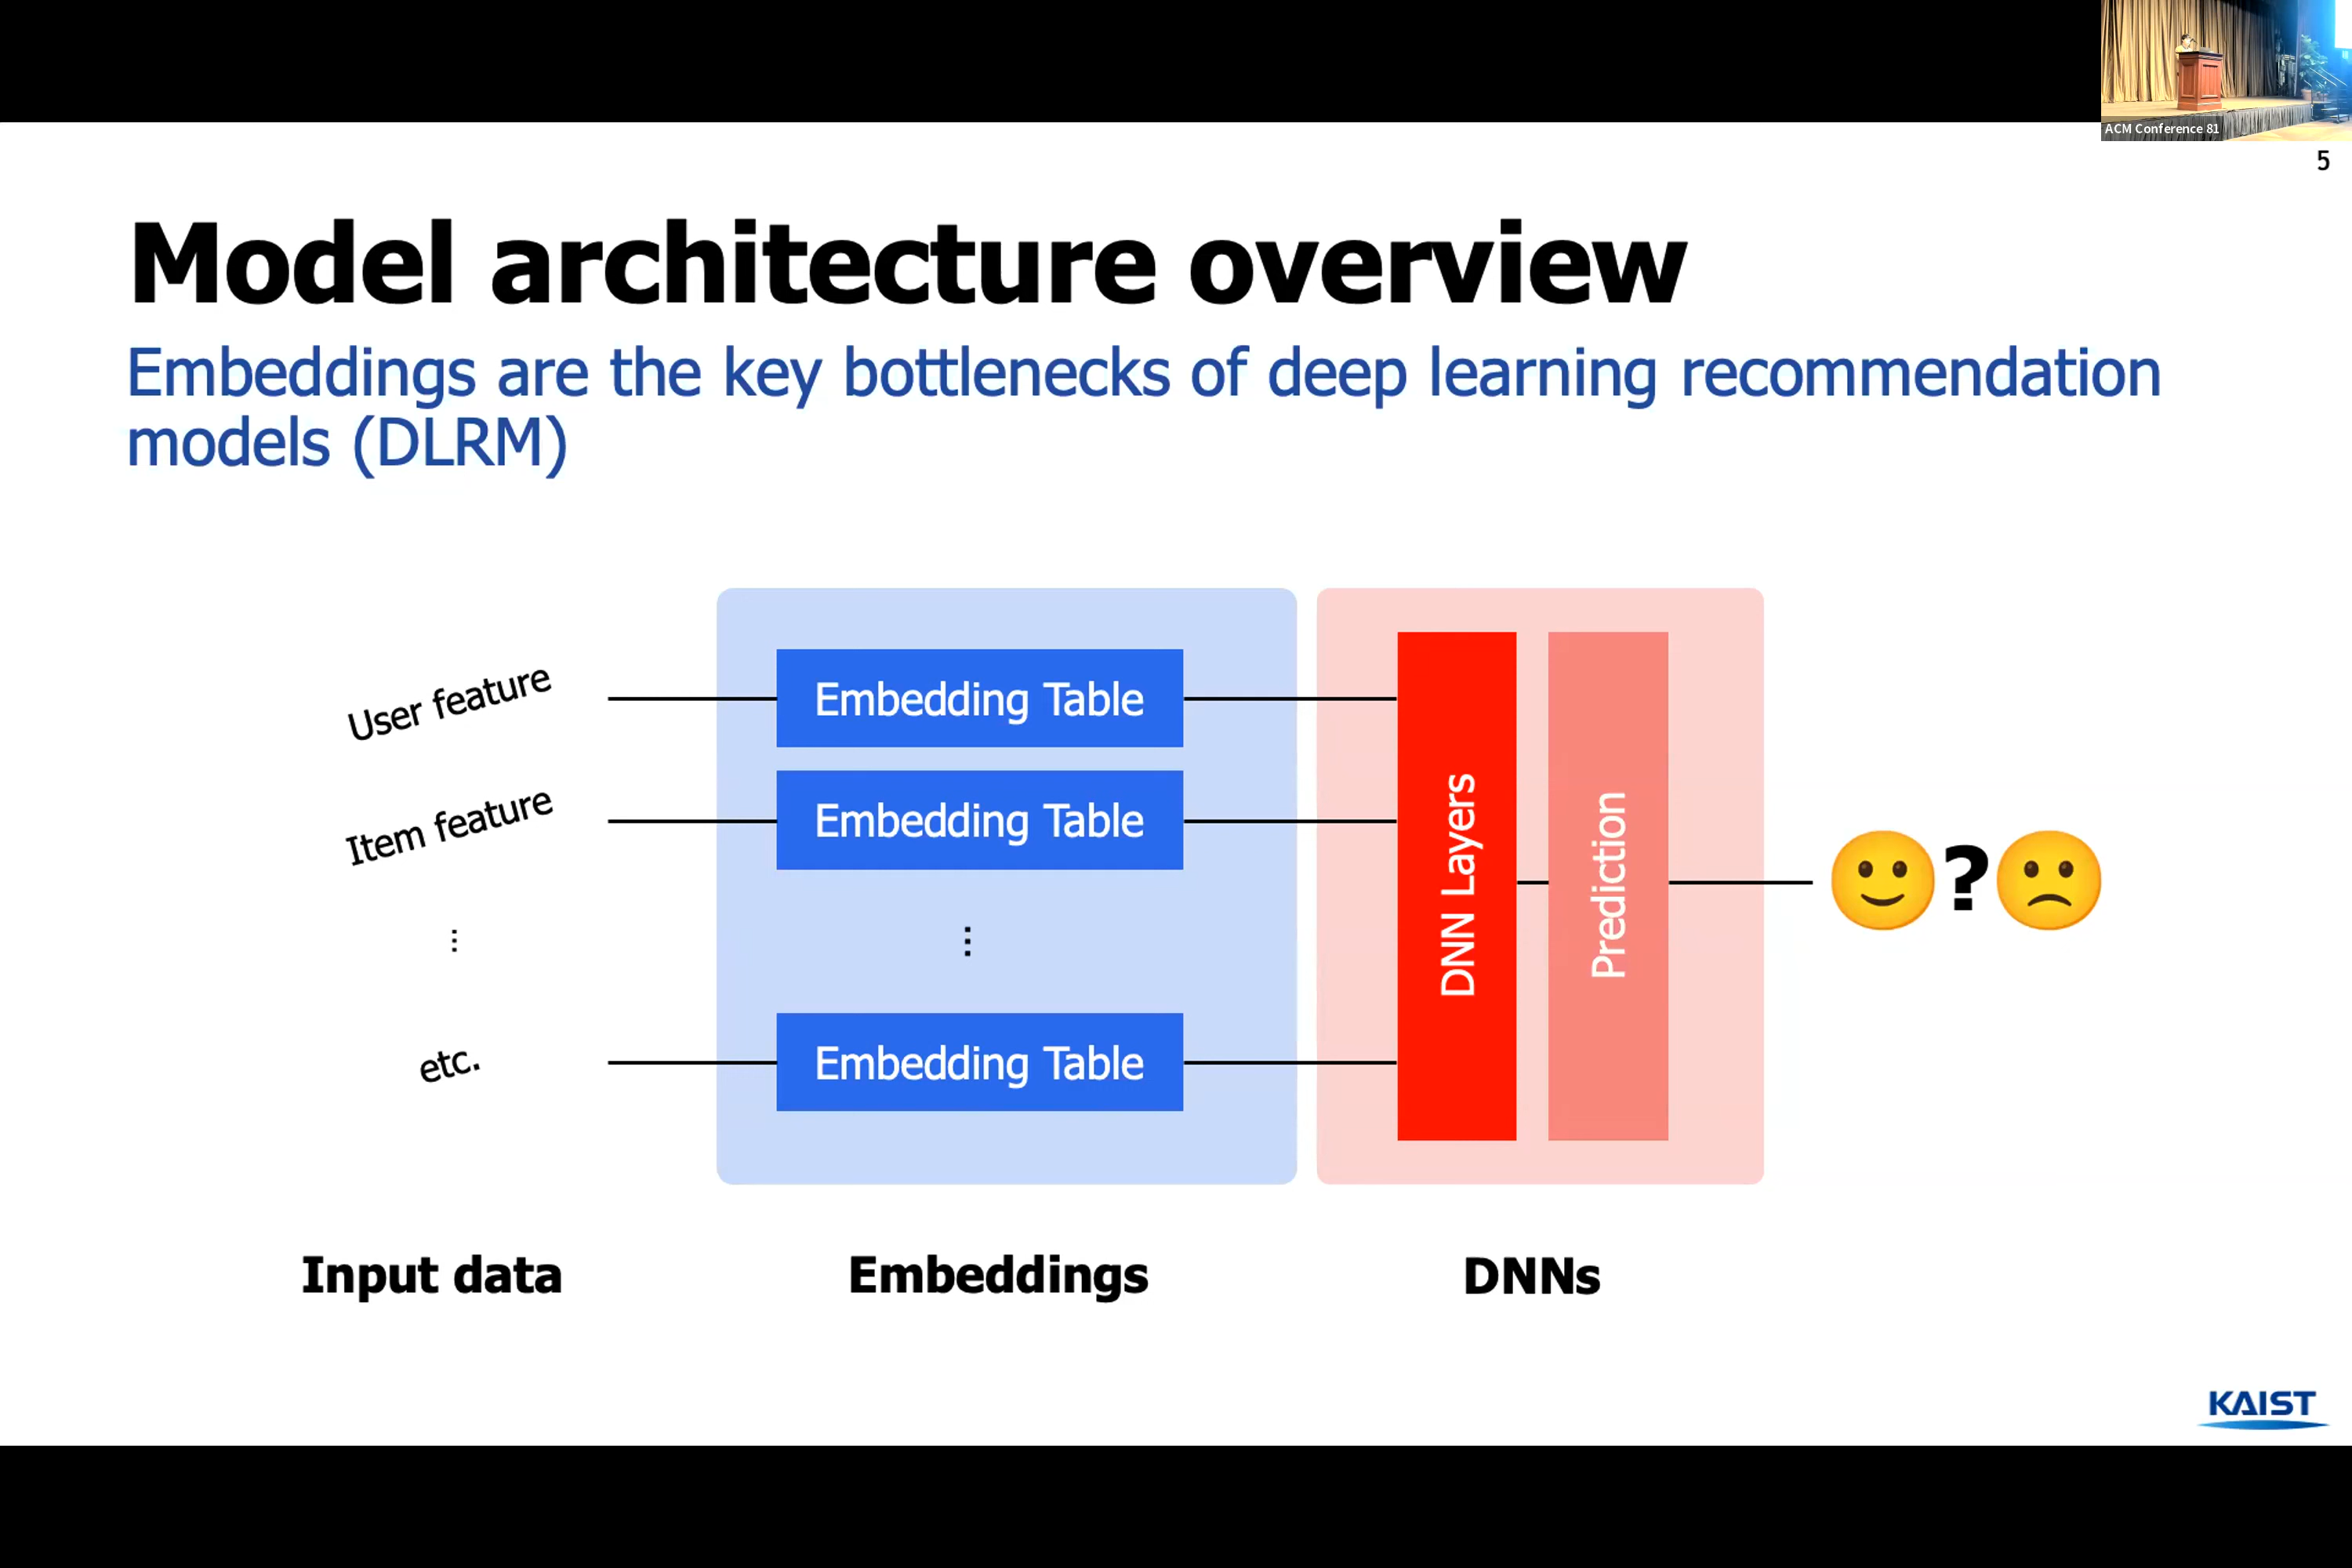 ACM Conference 81
5
Model architecture overview
Embeddings are the key bottlenecks of deep learning recommendation
models (DLRM)
User feature
Embedding Table
Item feature
Embedding Table
⋮
⋮
etc.
Embedding Table
DNN Layers
Prediction
?
Input data
Embeddings
DNNs
KAIST